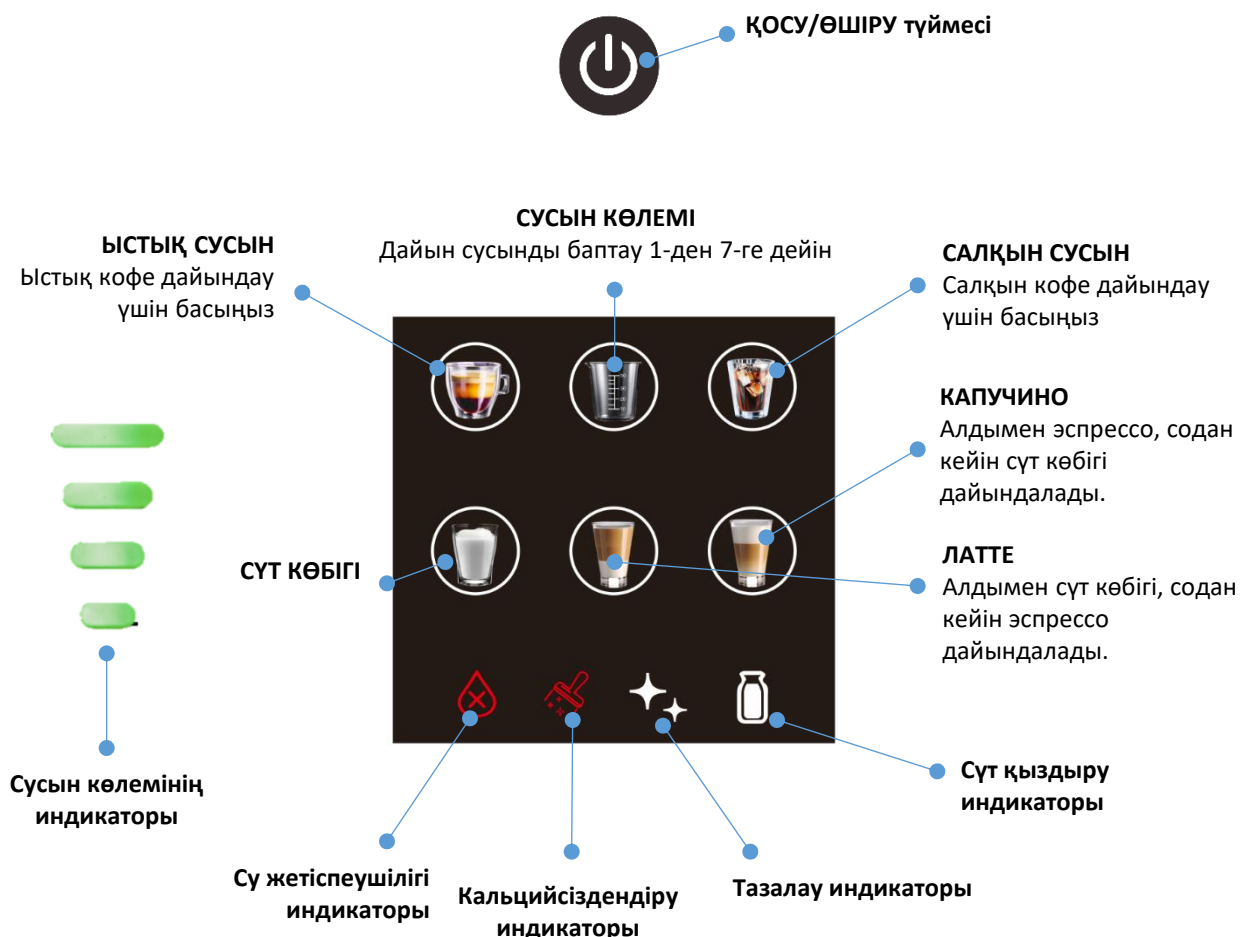 ҚОСУ/ӨШІРУ түймесі
СУСЫН КӨЛЕМІ
Дайын сусынды баптау 1-ден 7-ге дейін
ЫСТЫҚ СУСЫН
Ыстық кофе дайындау
үшін басыңыз
САЛҚЫН СУСЫН
Салқын кофе дайындау
үшін басыңыз
КАПУЧИНО
Алдымен эспрессо, содан
кейін сүт көбігі
дайындалады.
СҮТ КӨБІГІ
ЛАТТЕ
Алдымен сүт көбігі, содан
кейін эспрессо
дайындалады.
Сусын көлемінің
индикаторы
Сүт қыздыру
индикаторы
Су жетіспеушілігі
индикаторы
Кальцийсіздендіру
индикаторы
Тазалау индикаторы